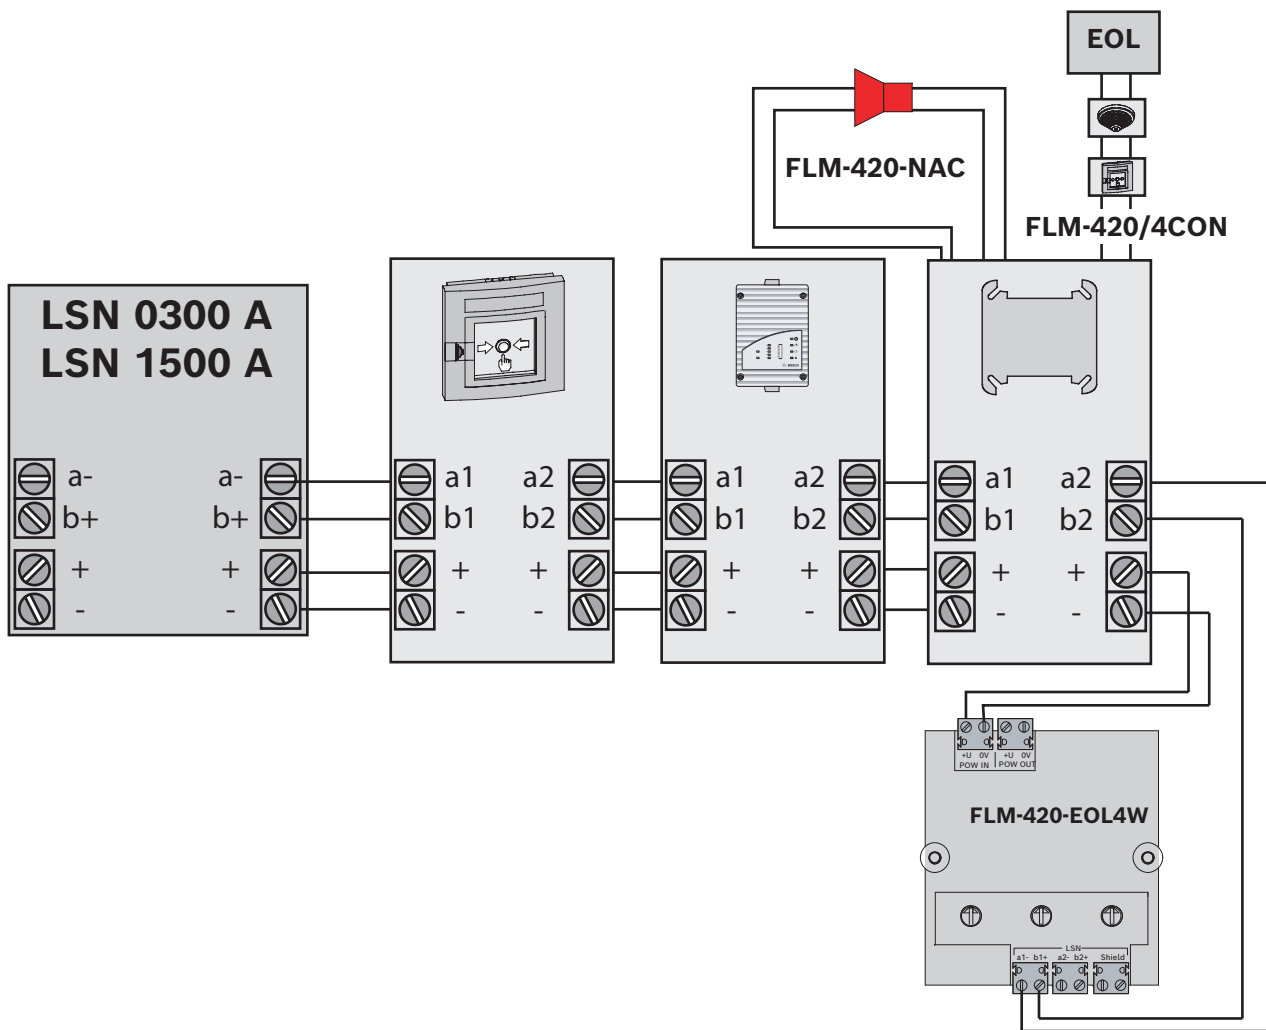 EOL
FLM-420-NAC
FLM-420/4CON
LSN 0300 A
LSN 1500 A
a- a- a1 a2 a1 a2 a1 a2
b+ b+ b1 b2 b1 b2 b1 b2
+ + + + + + + +
- - - - - - - -
+U 0V +U 0V
POW IN POW OUT
FLM-420-EOL4W
LSN
a1- b1+ a2- b2+ Shield